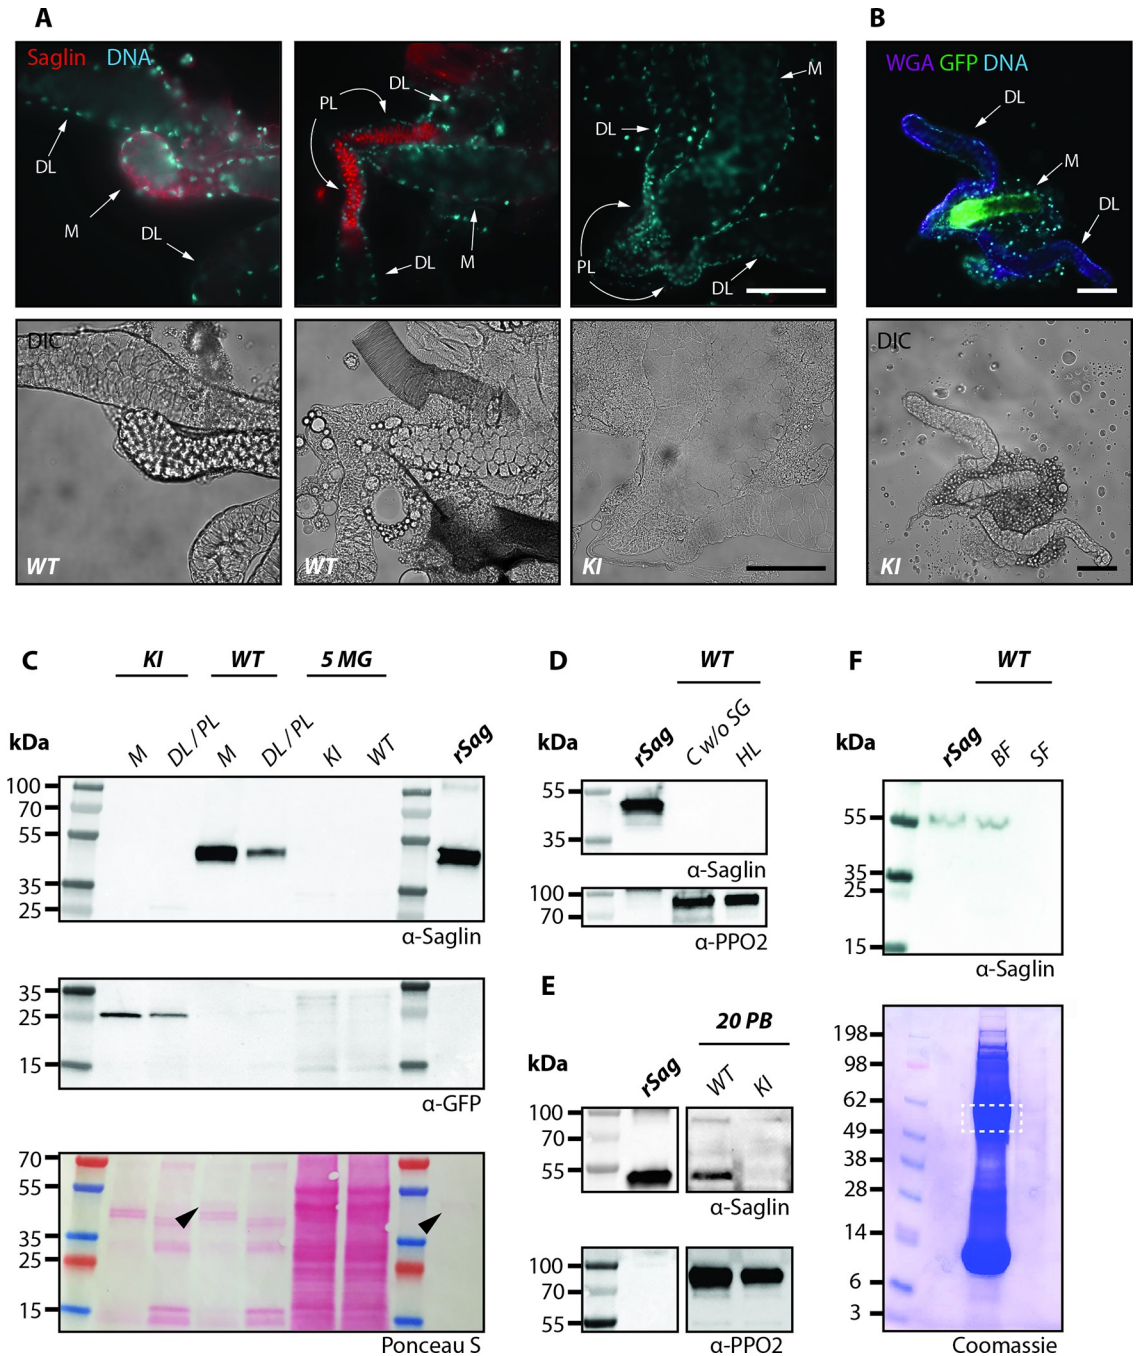 A
B
Saglin DNA
DL
M
DL
PL
DL
DL
M
M
DL
PL
DL
WGA GFP DNA
DL
M
DL
DIC
WT
WT
KI
DIC
KI
C
KI WT 5 MG
kDa
M DL / PL M DL / PL KI WT rSag
100
70
55
35
25
α-Saglin
35
25
15
α-GFP
70
55
35
25
15
Ponceau S
D
WT
kDa
rSag C w/o SG HL
55
35
α-Saglin
100
70
α-PPO2
E
20 PB
kDa
rSag WT KI
100
70
55
α-Saglin
100
70
55
α-PPO2
F
WT
kDa
rSag BF SF
55
35
25
15
α-Saglin
198
98
62
49
38
28
14
6
3
Coomassie